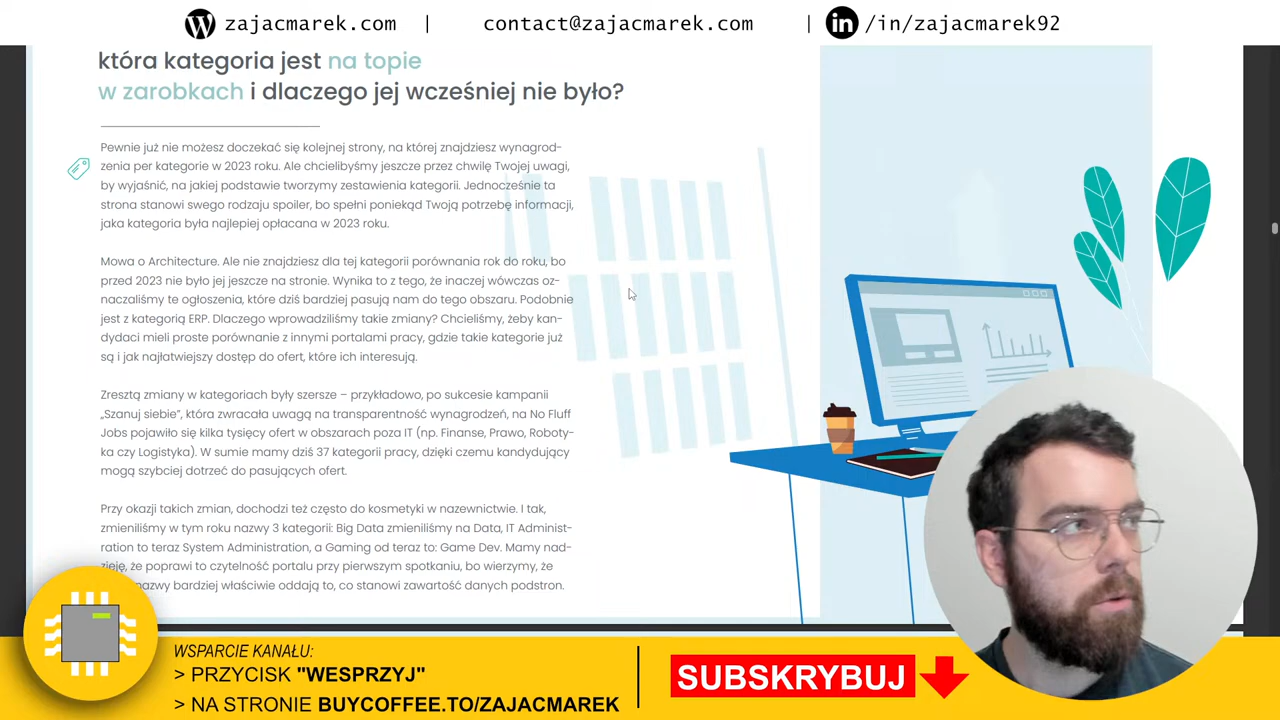 zajacmarek.com | contact@zajacmarek.com | /in/zajacmarek92
która kategoria jest na topie
w zarobkach i dlaczego jej wcześniej nie było?
Pewnie już nie możesz doczekać się kolejnej strony, na której znajdziesz wynagrod-
zenia per kategorie w 2023 roku. Ale chcielibyśmy jeszcze przez chwilę Twojej uwagi,
by wyjaśnić, na jakiej podstawie tworzymy zestawienia kategorii. Jednocześnie ta
strona stanowi swego rodzaju spoiler, bo spełni poniekąd Twoją potrzebę informacji,
jaka kategoria była najlepiej opłacana w 2023 roku.
Mowa o Architecture. Ale nie znajdziesz dla tej kategorii porównania rok do roku, bo
przed 2023 nie było jej jeszcze na stronie. Wynika to z tego, że inaczej wówczas oz-
naczaliśmy te ogłoszenia, które dziś bardziej pasują nam do tego obszaru. Podobnie
jest z kategorią ERP. Dlaczego wprowadziliśmy takie zmiany? Chcieliśmy, żeby kan-
dydaci mieli proste porównanie z innymi portalami pracy, gdzie takie kategorie już
są i jak najłatwiejszy dostęp do ofert, które ich interesują.
Zresztą zmiany w kategoriach były szersze – przykładowo, po sukcesie kampanii
„Szanuj siebie”, która zwracała uwagą na transparentność wynagrodzeń, na No Fluff
Jobs pojawiło się kilka tysięcy ofert w obszarach poza IT (np. Finanse, Prawo, Roboty-
ka czy Logistyka). W sumie mamy dziś 37 kategorii pracy, dzięki czemu kandydujący
mogą szybciej dotrzeć do pasujących ofert.
Przy okazji takich zmian, dochodzi też często do kosmetyki w nazewnictwie. I tak,
zmieniliśmy w tym roku nazwy 3 kategorii: Big Data zmieniliśmy na Data, IT Administ-
ration to teraz System Administration, a Gaming od teraz to: Game Dev. Mamy nad-
zieję, że poprawi to czytelność portalu przy pierwszym spotkaniu, bo wierzymy, że
nazwy bardziej właściwie oddają to, co stanowi zawartość danych podstron.
WSPARCIE KANAŁU:
> PRZYCISK "WESPRZYJ"
> NA STRONIE BUYCOFFEE.TO/ZAJACMAREK
SUBSKRYBUJ